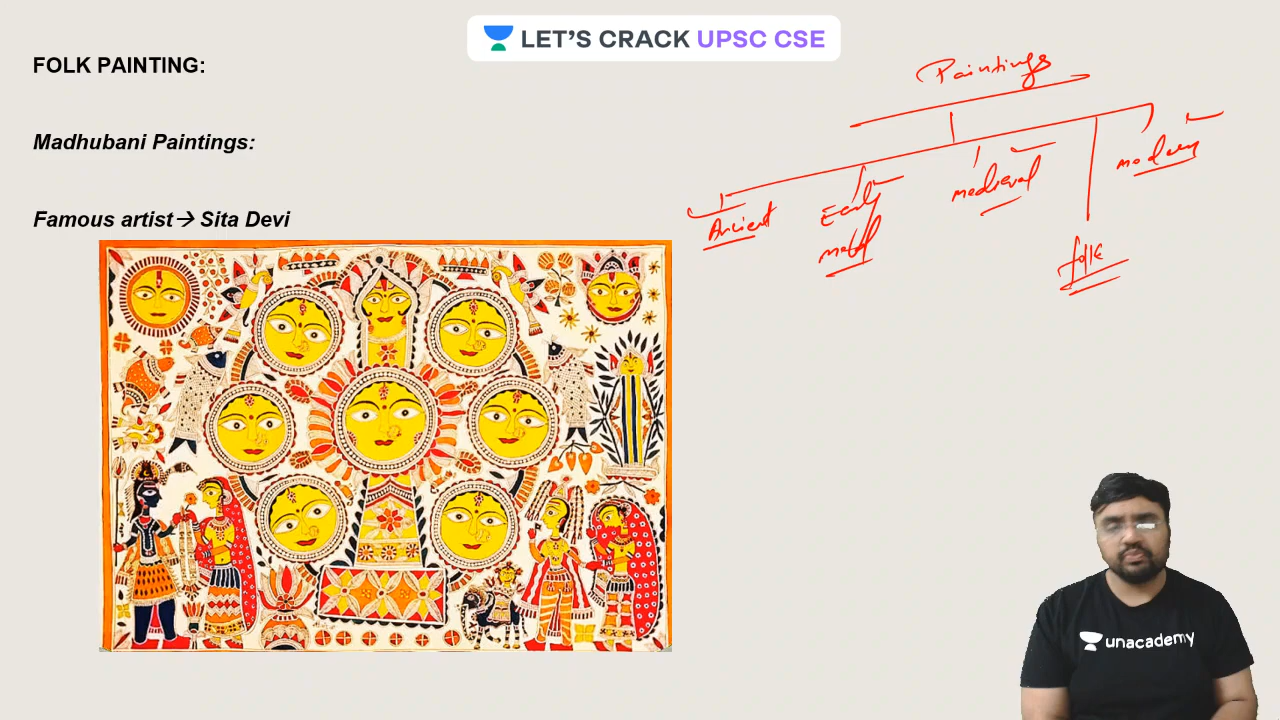 LET'S CRACK UPSC CSE
FOLK PAINTING:
Madhubani Paintings:
Famous artist→ Sita Devi
Paintings
Ancient
Early
medieval
modern
folk
unacademy